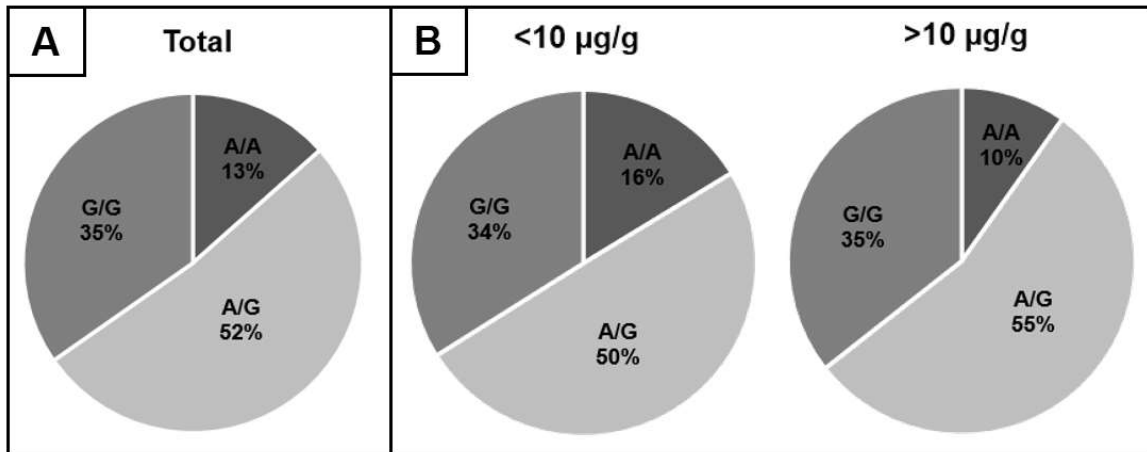 A
Total
A/A
13%
G/G
35%
A/G
52%
B
<10 µg/g
A/A
16%
G/G
34%
A/G
50%
>10 µg/g
A/A
10%
G/G
35%
A/G
55%